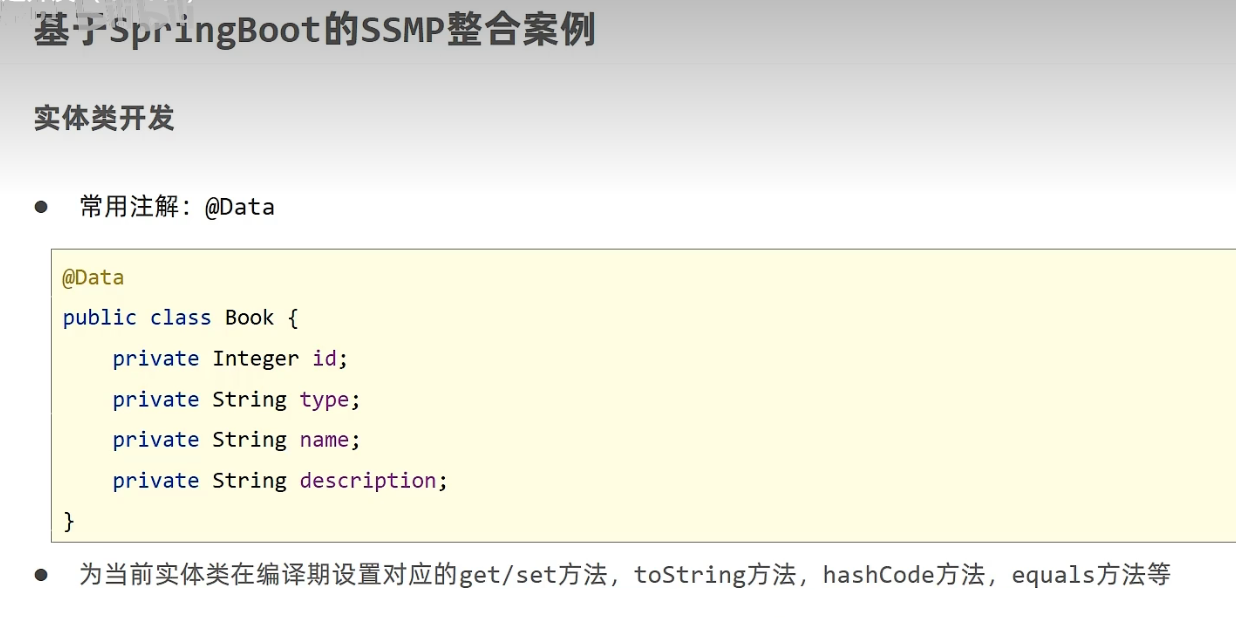 基于SpringBoot的SSMP整合案例
实体类开发
● 常用注解：@Data
@Data
public class Book {
    private Integer id;
    private String type;
    private String name;
    private String description;
}
● 为当前实体类在编译期设置对应的get/set方法，toString方法，hashCode方法，equals方法等